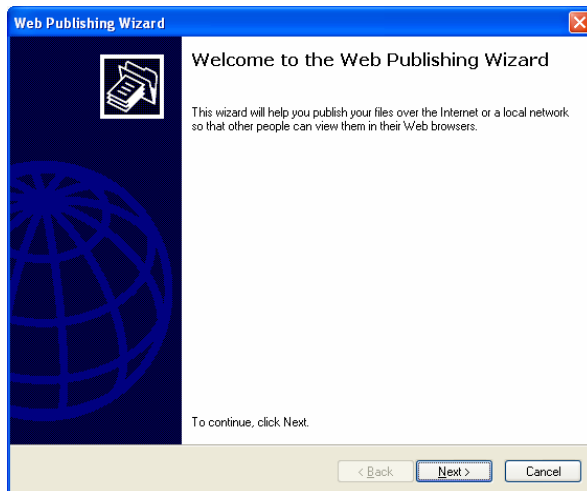 Web Publishing Wizard
Welcome to the Web Publishing Wizard
This wizard will help you publish your files over the Internet or a local network
so that other people can view them in their Web browsers.
To continue, click Next.
< Back
Next >
Cancel